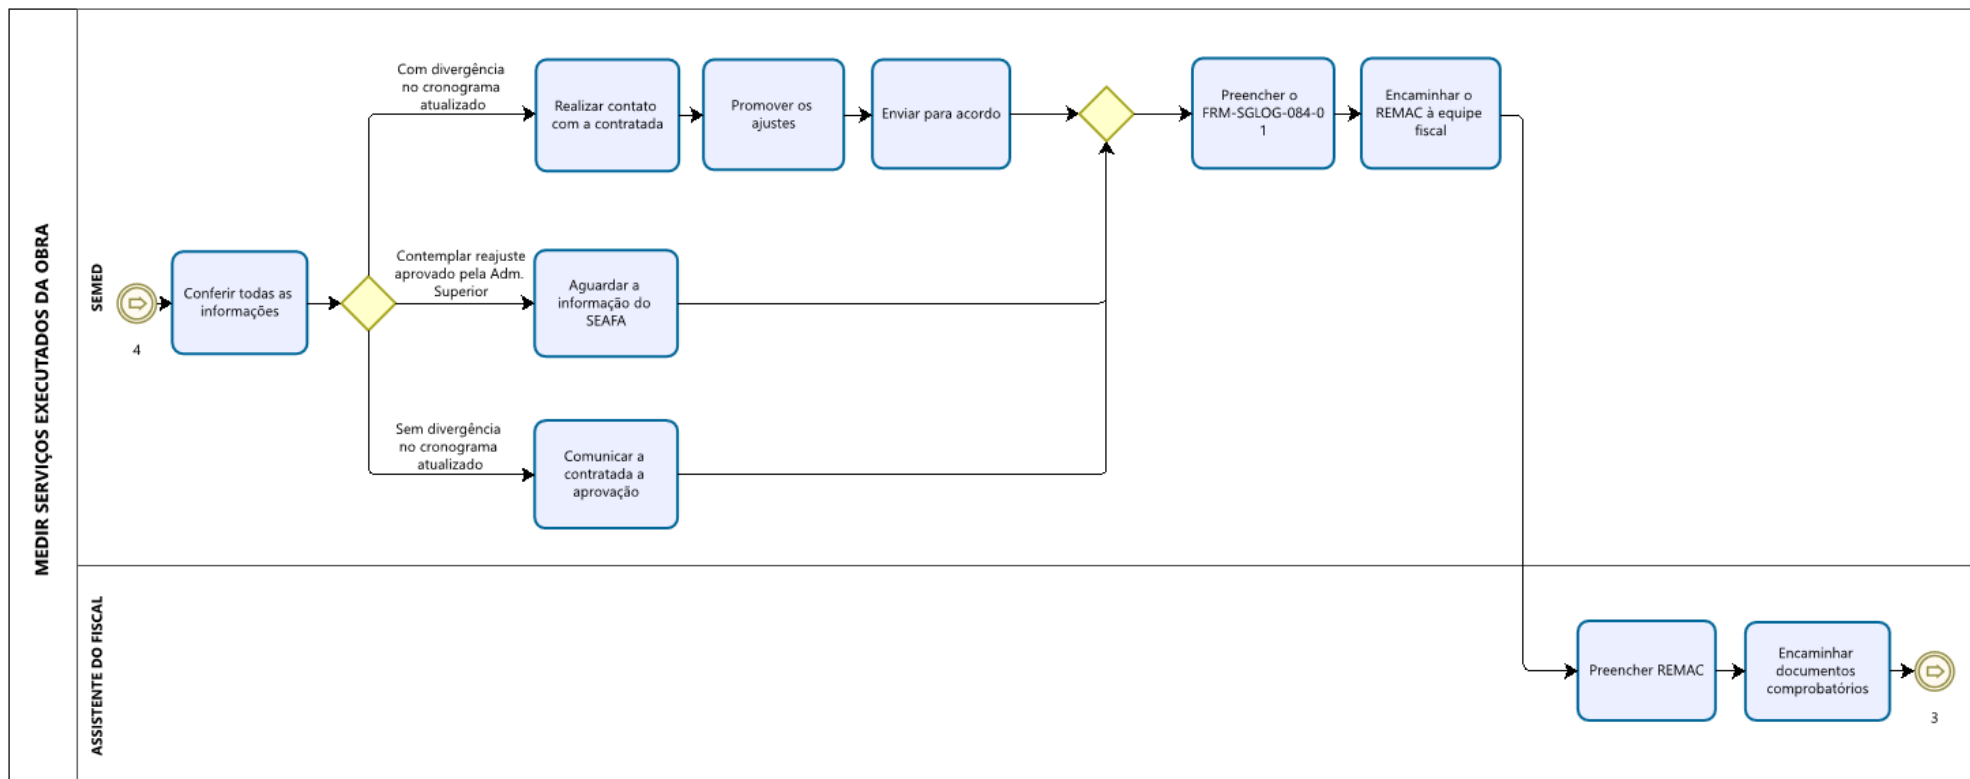 MEDIR SERVIÇOS EXECUTADOS DA OBRA
SEMED
4
Conferir todas as
informações
Com divergência
no cronograma
atualizado
Realizar contato
com a contratada
Promover os
ajustes
Enviar para acordo
Contemplar reajuste
aprovado pela Adm.
Superior
Aguardar a
informação do
SEAFA
Sem divergência
no cronograma
atualizado
Comunicar a
contratada a
aprovação
Preencher o
FRM-SGLOG-084-0
1
Encaminhar o
REMAC à equipe
fiscal
ASSISTENTE DO FISCAL
Preencher REMAC
Encaminhar
documentos
comprobatórios
3